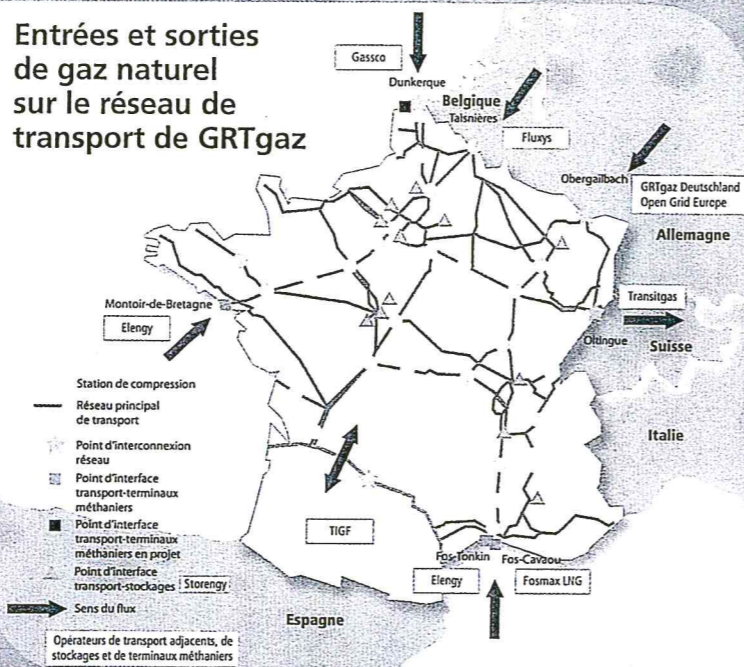 Entrées et sorties
de gaz naturel
sur le réseau de
transport de GRTgaz
Gassco
Dunkerque
Belgique
Taisnières
Fluxys
Obergailbach
GRTgaz Deutschland
Open Grid Europe
Allemagne
Transitgas
Oltingue
Suisse
Italie
Montoir-de-Bretagne
Elengy
Station de compression
Réseau principal
de transport
Point d'interconnexion
réseau
Point d'interface
transport-terminaux
méthaniers
Point d'interface
transport-terminaux
méthaniers en projet
Point d'interface
transport-stockages
Storengy
Sens du flux
Opérateurs de transport adjacents, de
stockages et de terminaux méthaniers
TIGF
Fos-Tonkin
Fos-Cavaou
Elengy
Fosmax LNG
Espagne